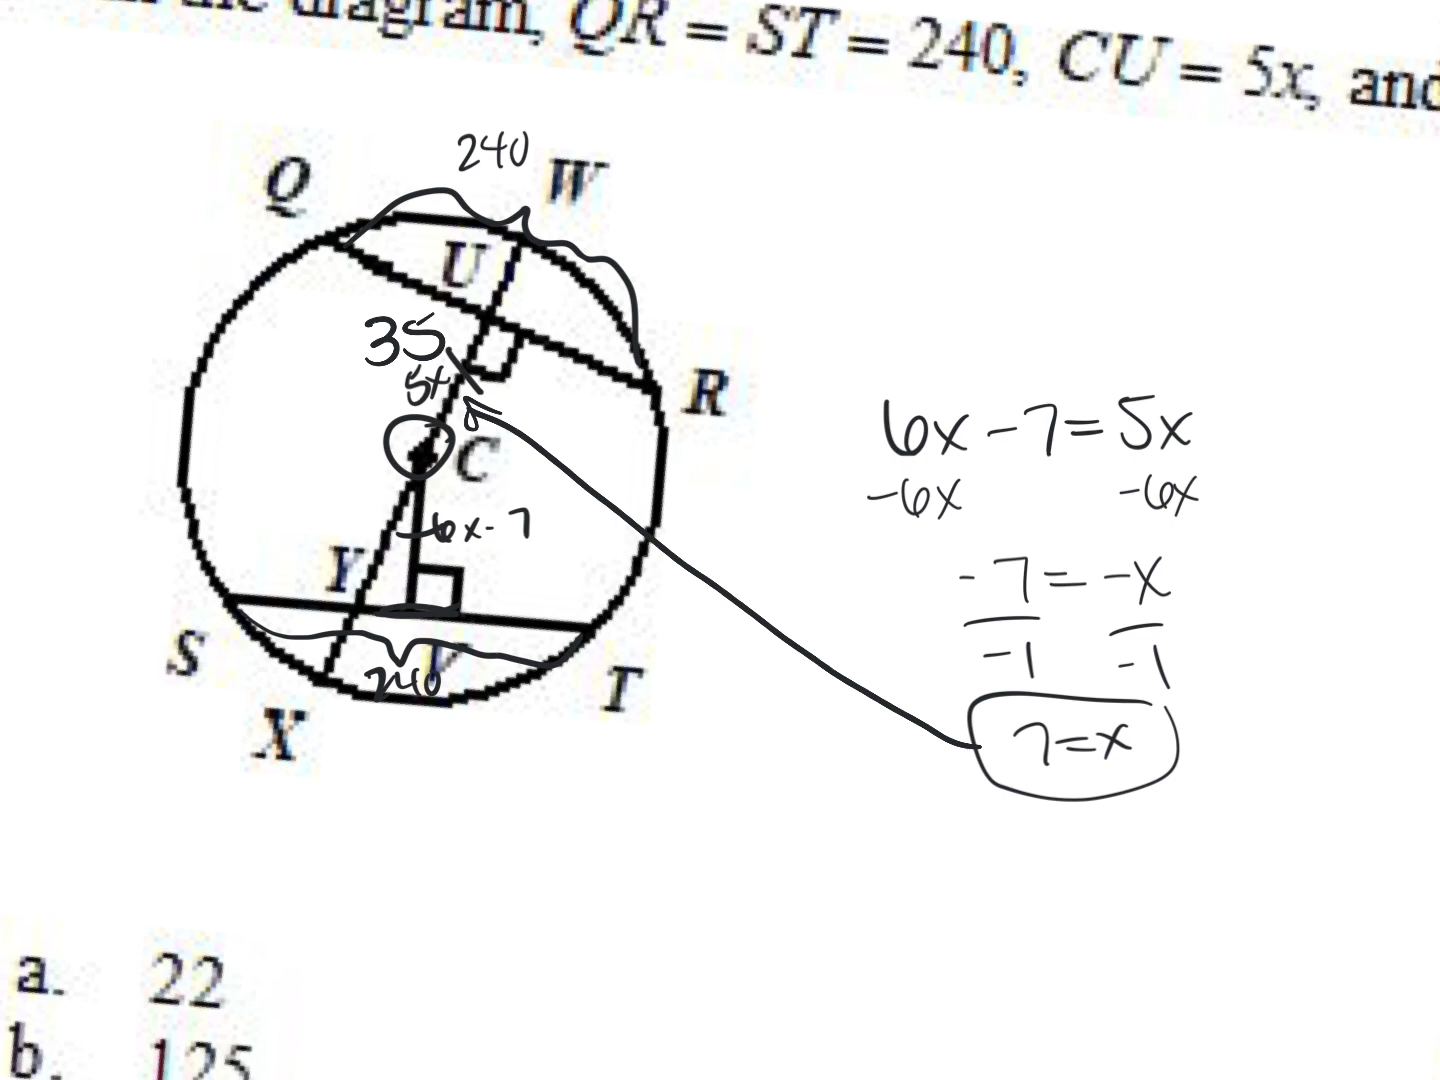 the diagram, QR = ST = 240, CU = 5x, and
240
Q
W
U
35
5x
R
C
6x - 7
Y
S
V
240
T
X
6x - 7 = 5x
-6x -6x
-7 = -x
-1 -1
7 = x
a. 22
b. 125